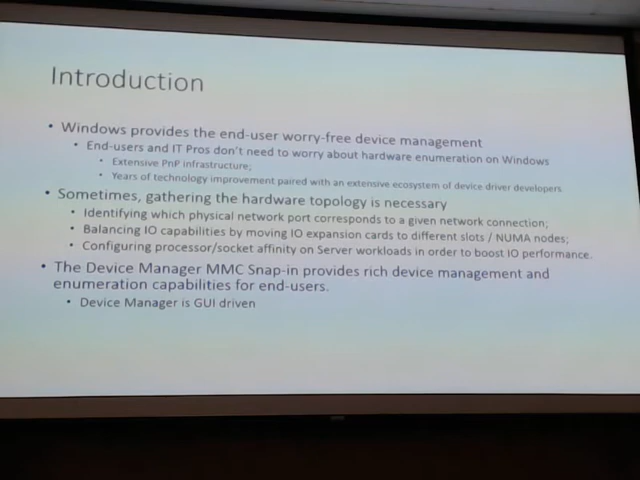 Introduction
• Windows provides the end-user worry-free device management
• End-users and IT Pros don't need to worry about hardware enumeration on Windows
• Extensive PnP infrastructure;
• Years of technology improvement paired with an extensive ecosystem of device driver developers
• Sometimes, gathering the hardware topology is necessary
• Identifying which physical network port corresponds to a given network connection;
• Balancing IO capabilities by moving IO expansion cards to different slots / NUMA nodes;
• Configuring processor/socket affinity on Server workloads in order to boost IO performance.
• The Device Manager MMC Snap-in provides rich device management and
enumeration capabilities for end-users.
• Device Manager is GUI driven